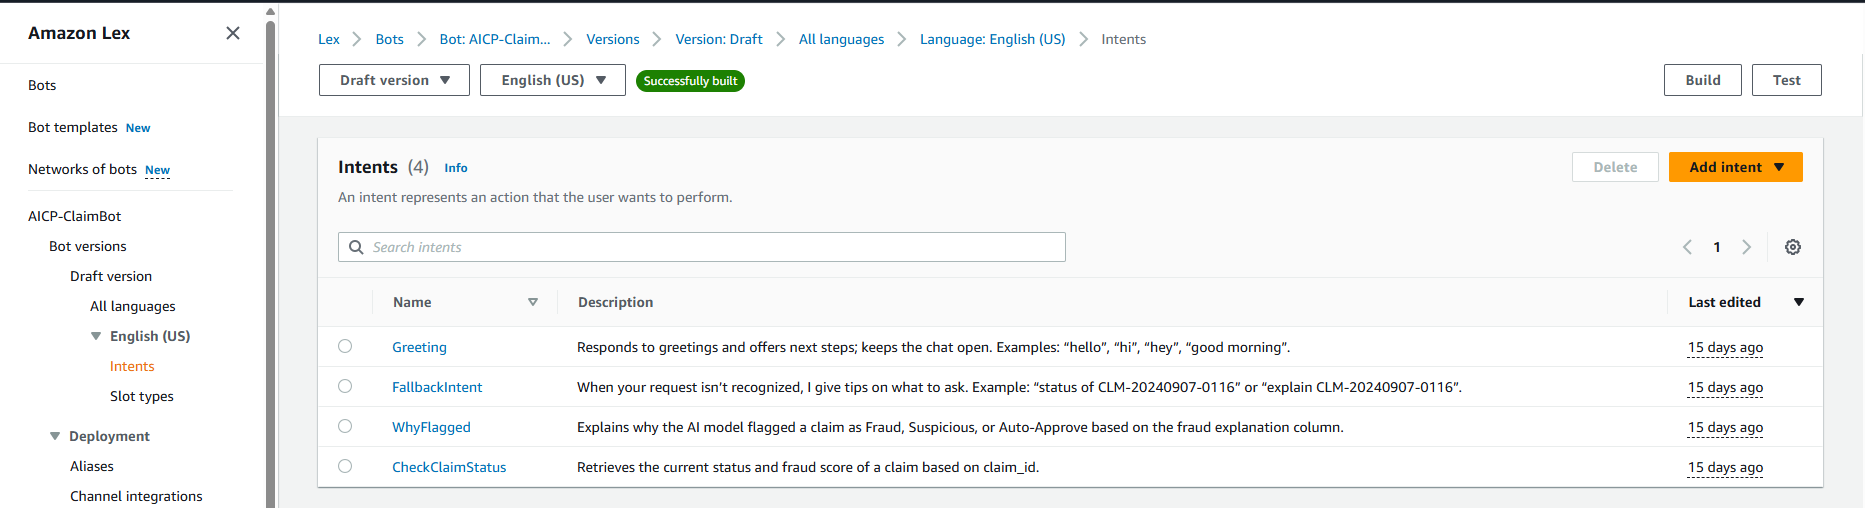 Amazon Lex
Bots
Bot templates New
Networks of bots New
AICP-ClaimBot
Bot versions
Draft version
All languages
English (US)
Intents
Slot types
Deployment
Aliases
Channel integrations
Lex Bots Bot: AICP-Claim... Versions Version: Draft All languages Language: English (US) Intents
Draft version English (US) Successfully built Build Test
Intents (4) Info Delete Add intent
An intent represents an action that the user wants to perform.
Search intents 1
Name Description Last edited
Greeting Responds to greetings and offers next steps; keeps the chat open. Examples: “hello”, “hi”, “hey”, “good morning”. 15 days ago
FallbackIntent When your request isn’t recognized, I give tips on what to ask. Example: “status of CLM-20240907-0116” or “explain CLM-20240907-0116”. 15 days ago
WhyFlagged Explains why the AI model flagged a claim as Fraud, Suspicious, or Auto-Approve based on the fraud explanation column. 15 days ago
CheckClaimStatus Retrieves the current status and fraud score of a claim based on claim_id. 15 days ago